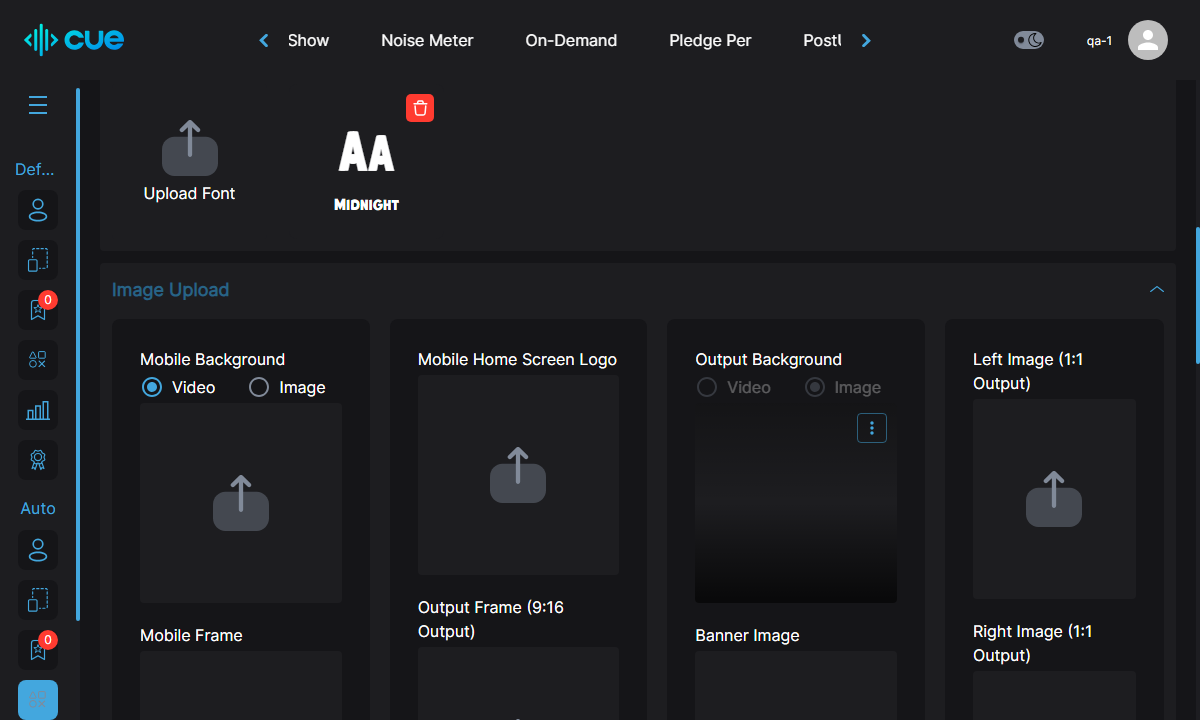 cue
Show
Noise Meter
On-Demand
Pledge Per
PostU
qa-1
Def...
0
Auto
0
Upload Font
AA
MIDNIGHT
Image Upload
Mobile Background
Video
Image
Mobile Home Screen Logo
Output Background
Video
Image
Left Image (1:1
Output)
Mobile Frame
Output Frame (9:16
Output)
Banner Image
Right Image (1:1
Output)